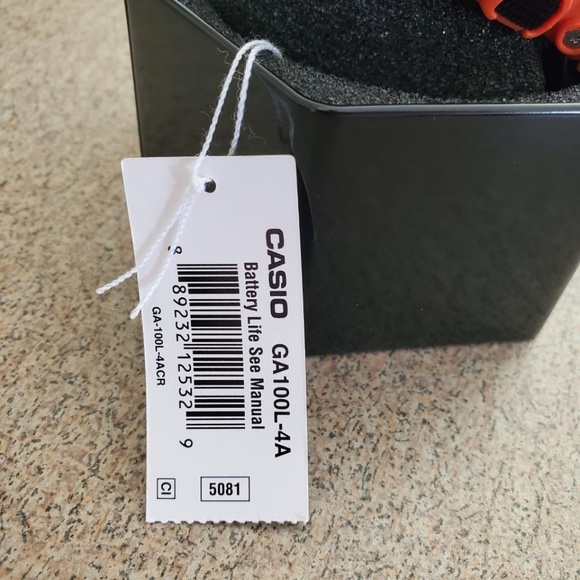 CASIO GA100L-4A
Battery Life See Manual
8 89232 12532 9
GA-100L-4ACR
CI
5081